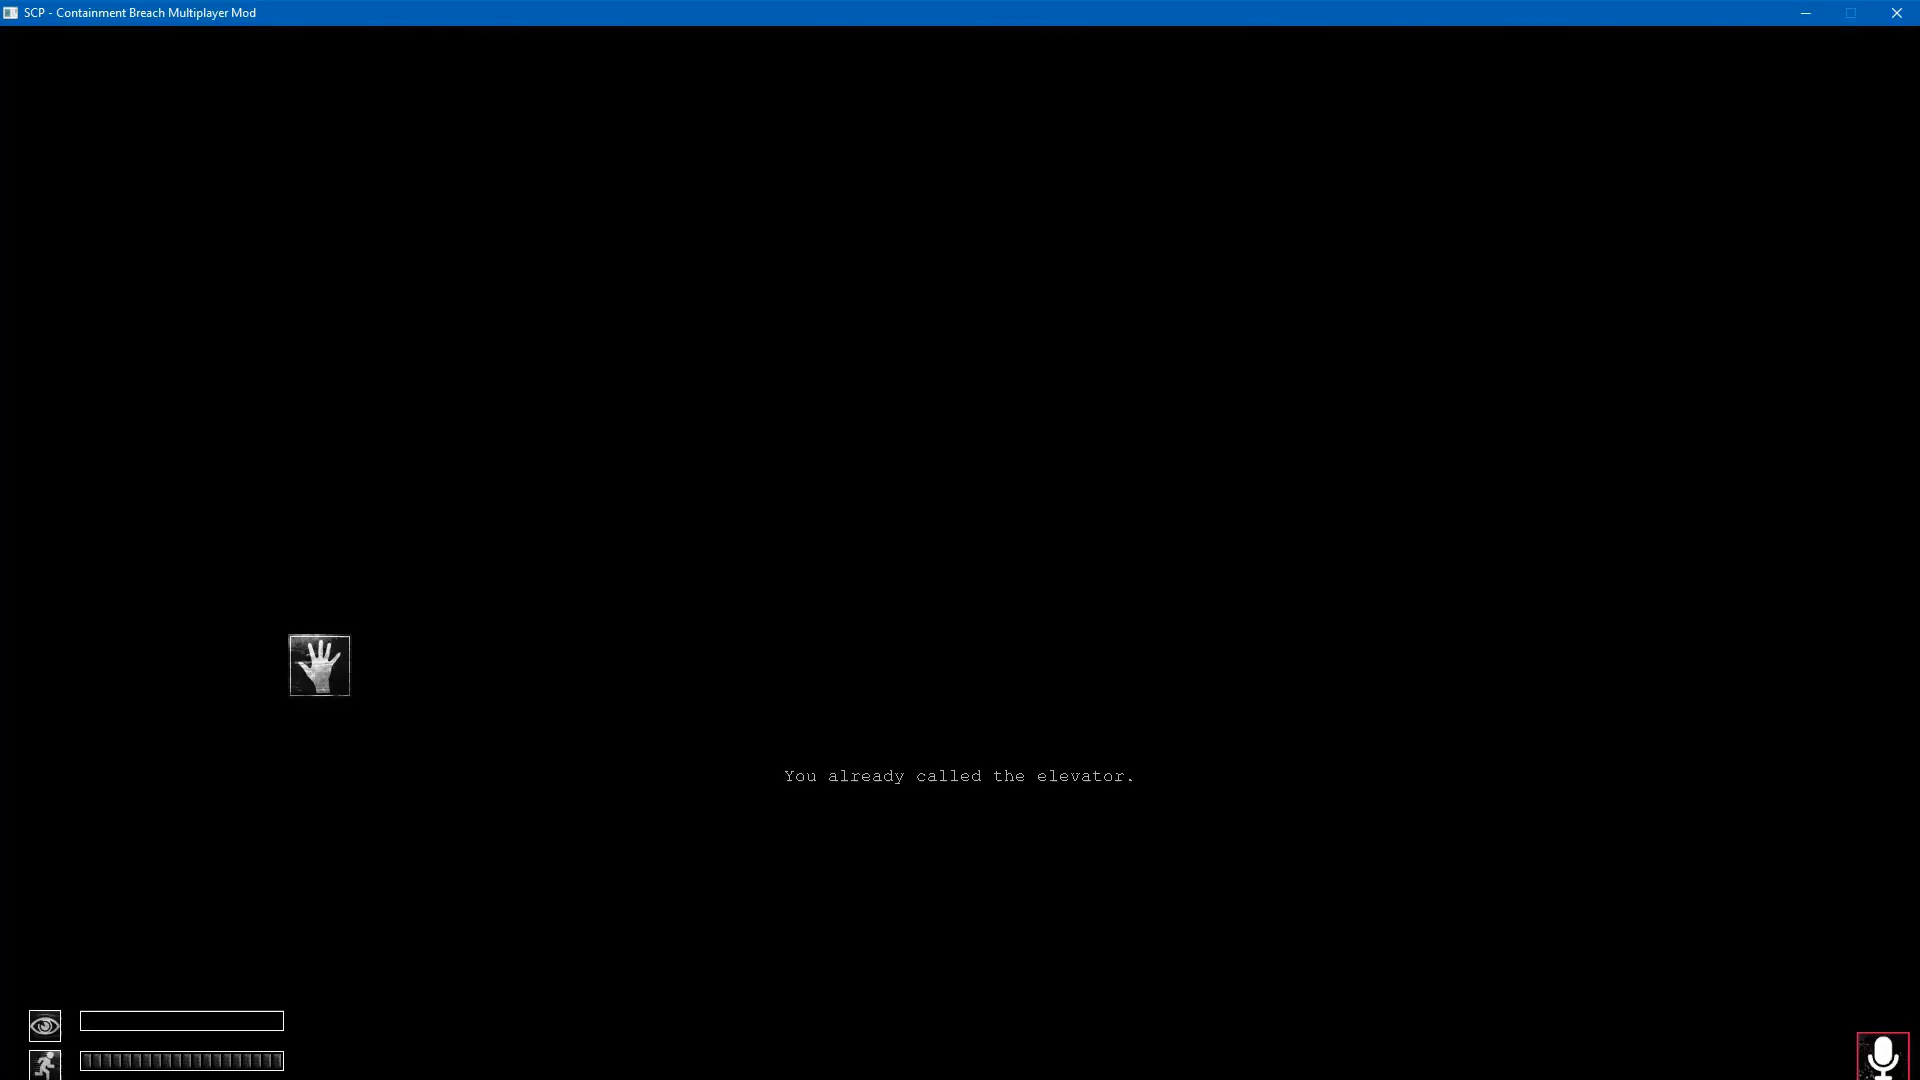 SCP - Containment Breach Multiplayer Mod
You already called the elevator.